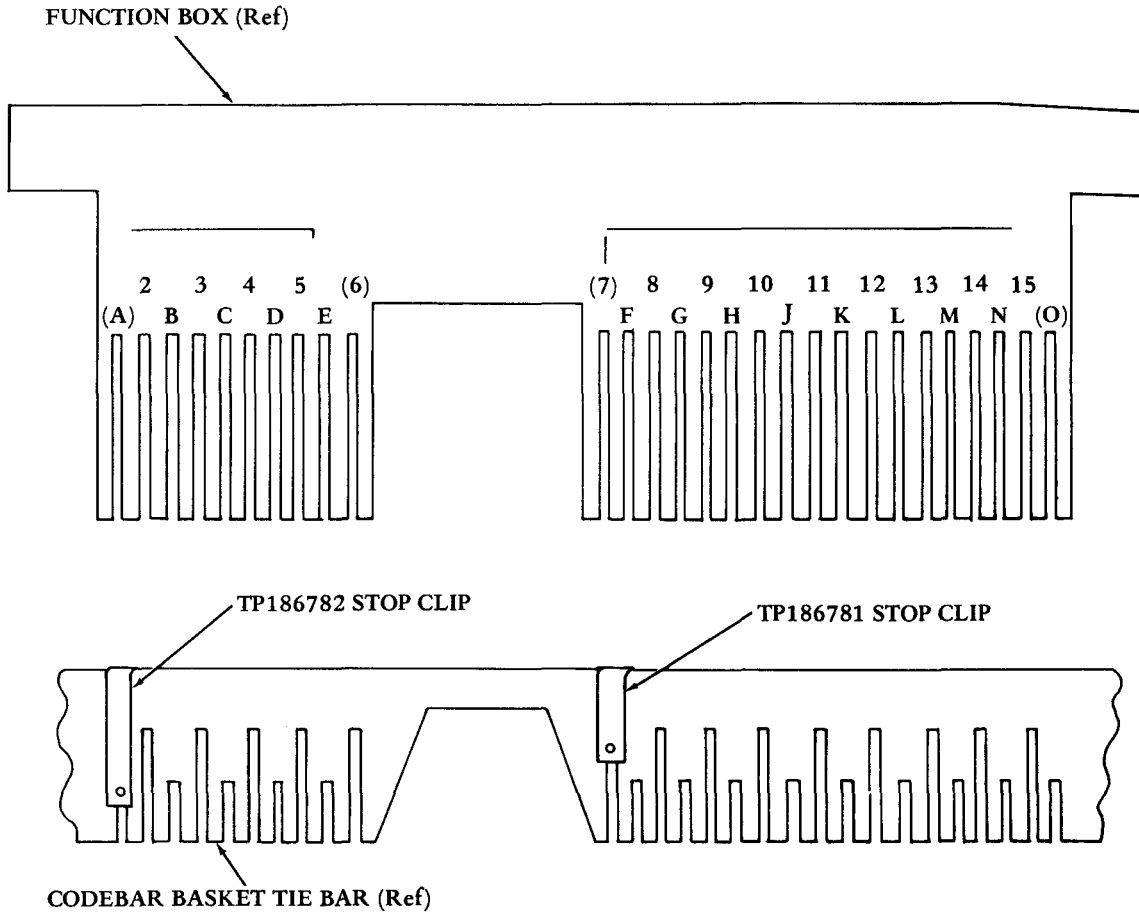 FUNCTION BOX (Ref)
2 3 4 5 (6) (7) 8 9 10 11 12 13 14 15
(A) B C D E F G H J K L M N (O)
TP186782 STOP CLIP
TP186781 STOP CLIP
CODEBAR BASKET TIE BAR (Ref)